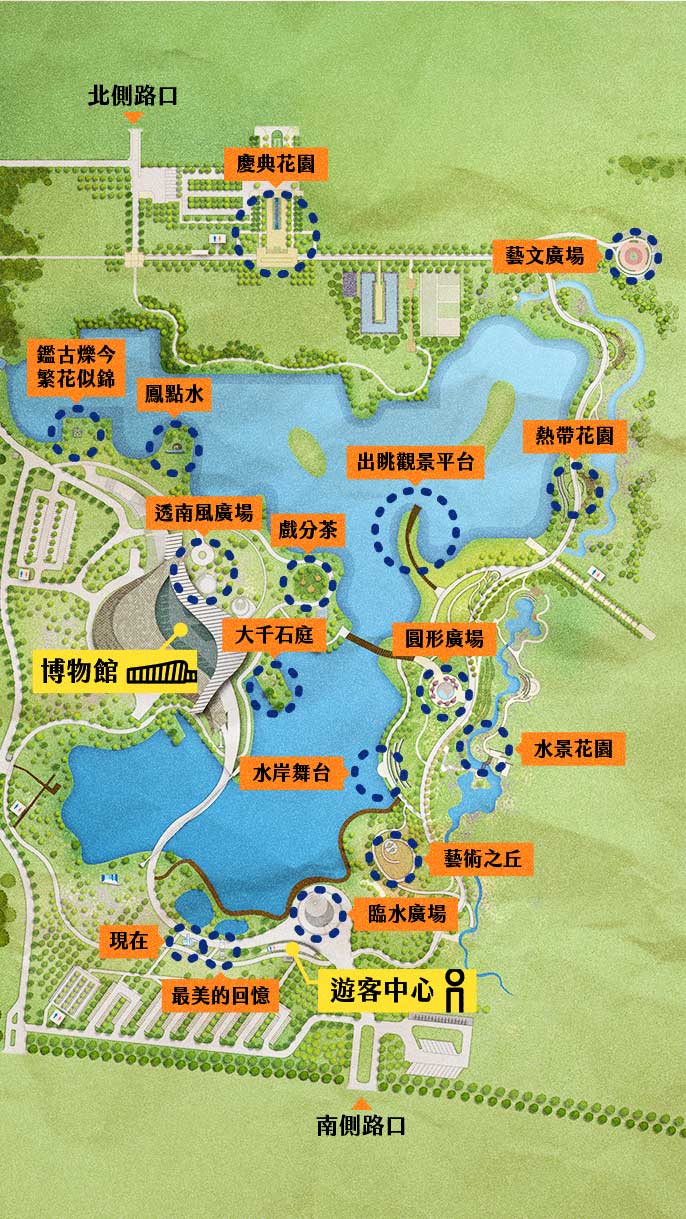 北側路口
慶典花園
藝文廣場
鑑古爍今
繁花似錦
鳳點水
熱帶花園
出眺觀景平台
透南風廣場
戲分茶
大千石庭
圓形廣場
博物館
水景花園
水岸舞台
藝術之丘
臨水廣場
現在
最美的回憶
遊客中心
南側路口